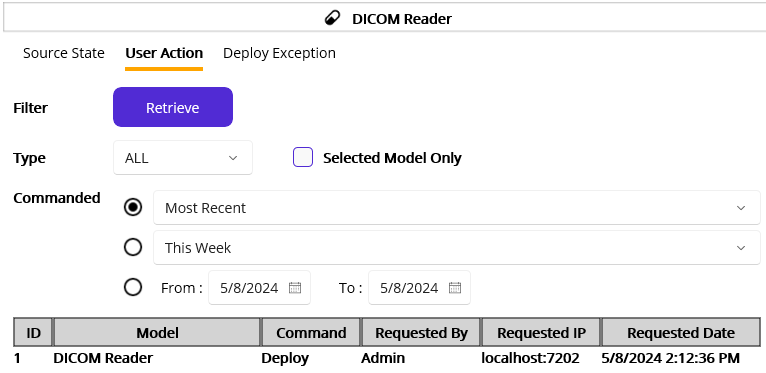 DICOM Reader
Source State User Action Deploy Exception
Filter Retrieve
Type ALL Selected Model Only
Commanded Most Recent
This Week
From : 5/8/2024 To : 5/8/2024
ID Model Command Requested By Requested IP Requested Date
1 DICOM Reader Deploy Admin localhost:7202 5/8/2024 2:12:36 PM